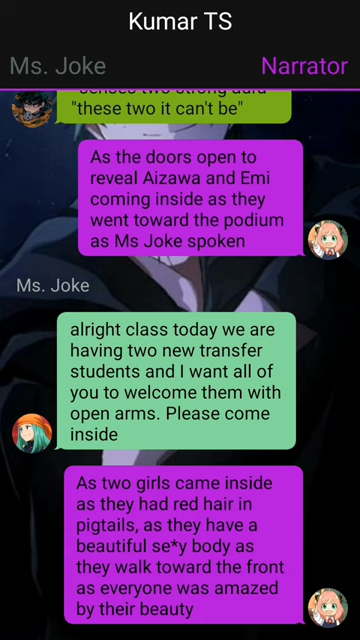 Kumar TS
Ms. Joke
Narrator
"these two it can't be"
As the doors open to
reveal Aizawa and Emi
coming inside as they
went toward the podium
as Ms Joke spoken
Ms. Joke
alright class today we are
having two new transfer
students and I want all of
you to welcome them with
open arms. Please come
inside
As two girls came inside
as they had red hair in
pigtails, as they have a
beautiful se*y body as
they walk toward the front
as everyone was amazed
by their beauty